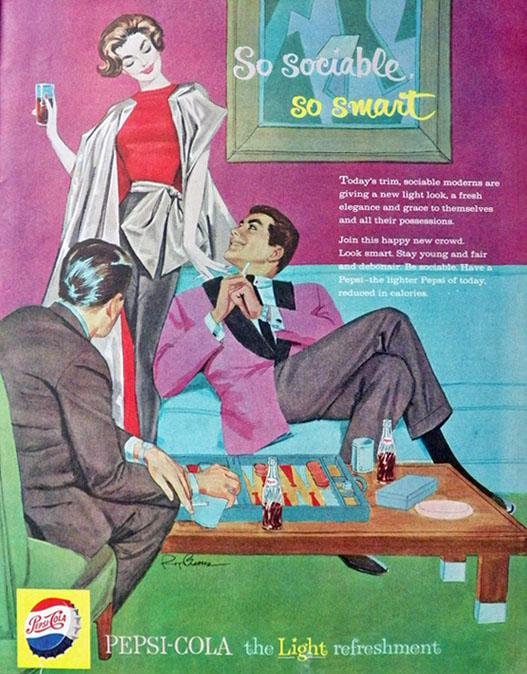 So sociable,
so smart
Today's trim, sociable moderns are
giving a new light look, a fresh
elegance and grace to themselves
and all their possessions.
Join this happy new crowd.
Look smart. Stay young and fair
and debonair. Be sociable. Have a
Pepsi–the lighter Pepsi of today,
reduced in calories.
PEPSI-COLA
PEPSI-COLA the Light refreshment